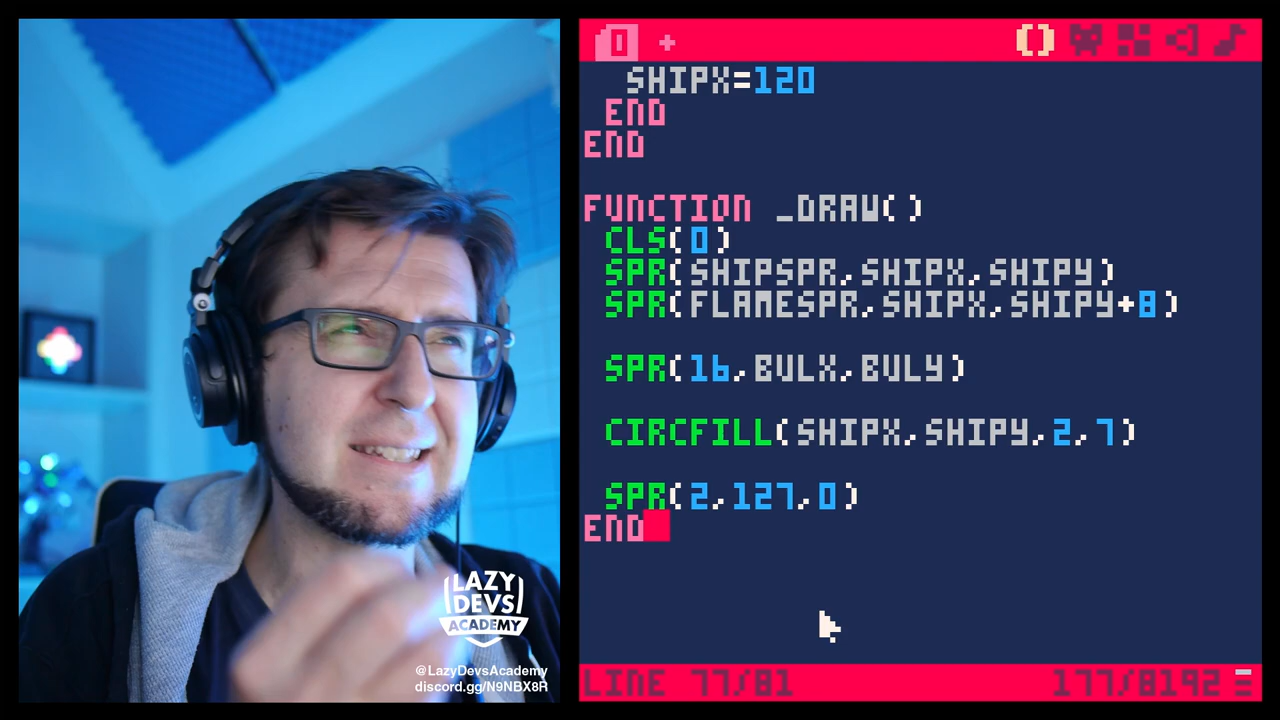 0 +
SHIPX=120
END
END
FUNCTION _DRAW()
CLS(0)
SPR(SHIPSPR,SHIPX,SHIPY)
SPR(FLAMESPR,SHIPX,SHIPY+8)
SPR(16,BULX,BULY)
CIRCFILL(SHIPX,SHIPY,2,7)
SPR(2,127,0)
END
LINE 77/81
177/8192
LAZY
DEVS
ACADEMY
@LazyDevsAcademy
discord.gg/N9NBX8R